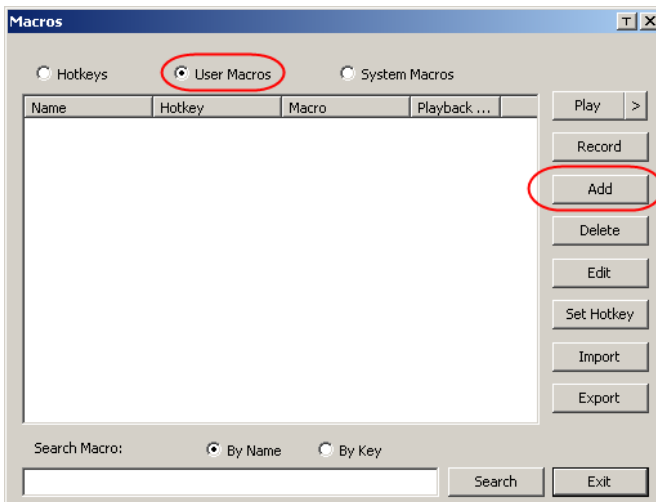 Macros
Hotkeys User Macros System Macros
Name Hotkey Macro Playback ... Play >
Record
Add
Delete
Edit
Set Hotkey
Import
Export
Search Macro: By Name By Key
Search Exit